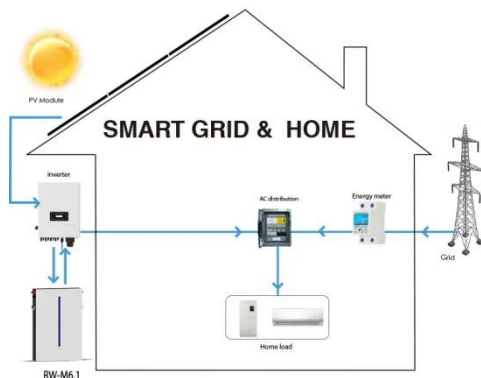 PV Module
SMART GRID & HOME
Inverter
AC distribution
Energy meter
Grid
Home load
RW-M6.1